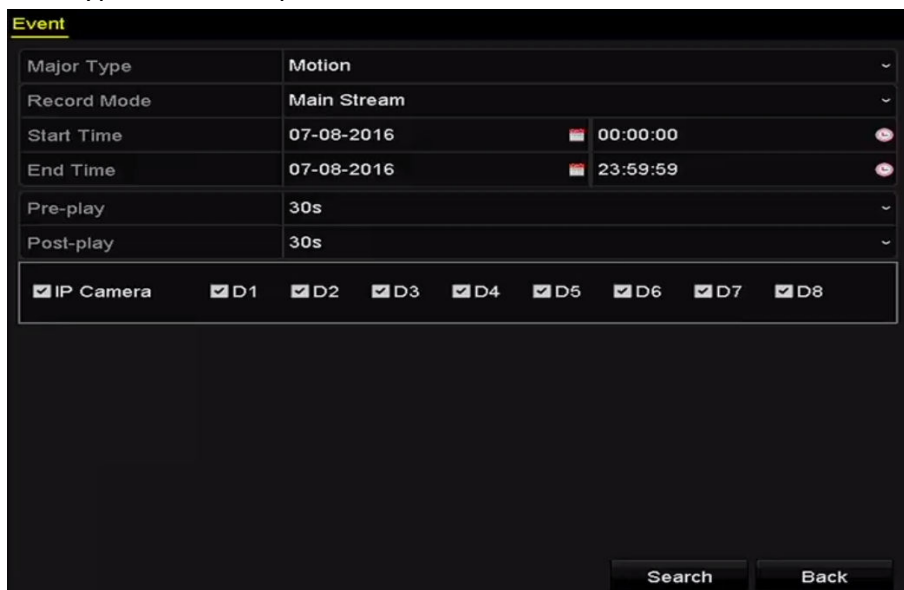 Event
Major Type Motion
Record Mode Main Stream
Start Time 07-08-2016 00:00:00
End Time 07-08-2016 23:59:59
Pre-play 30s
Post-play 30s
IP Camera D1 D2 D3 D4 D5 D6 D7 D8
Search Back